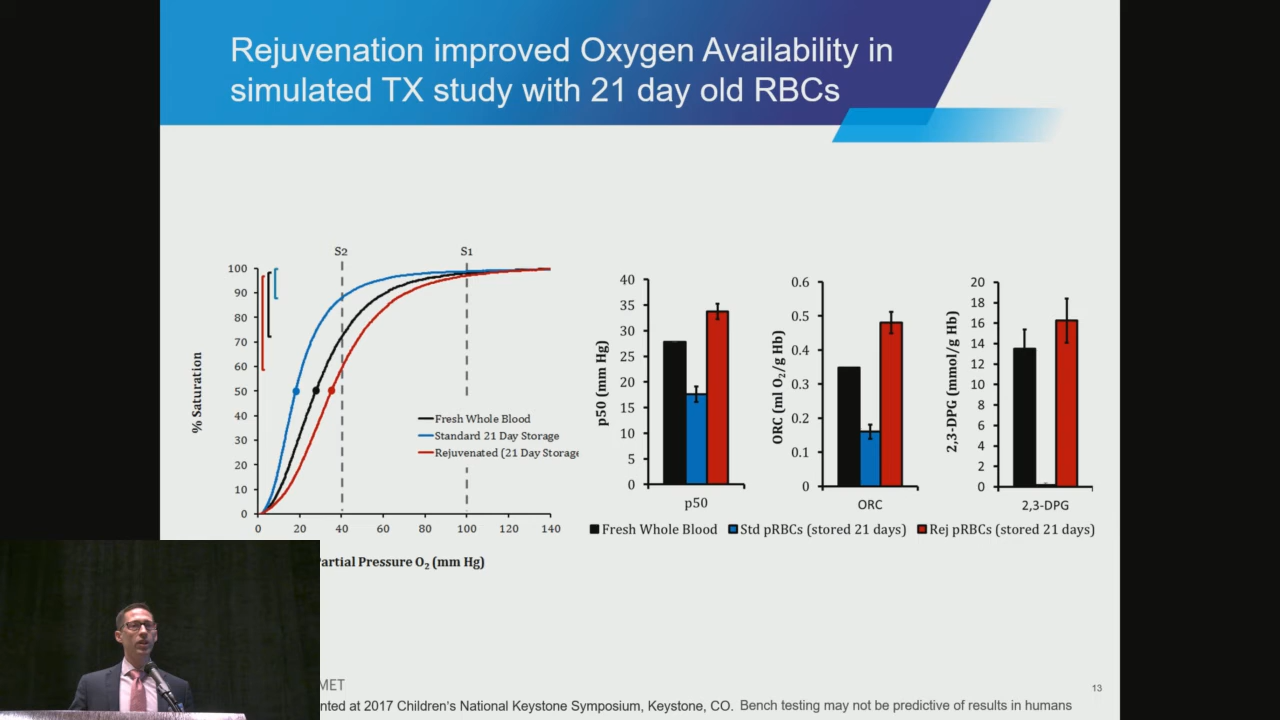 Rejuvenation improved Oxygen Availability in
simulated TX study with 21 day old RBCs
S2
S1
100
90
80
70
60
50
40
30
20
10
0
% Saturation
Fresh Whole Blood
Standard 21 Day Storage
Rejuvenated (21 Day Storage
0 20 40 60 80 100 120 140
Partial Pressure O₂ (mm Hg)
40
35
30
25
20
15
10
5
0
p50 (mm Hg)
p50
0.6
0.5
0.4
0.3
0.2
0.1
0
ORC (ml O₂/g Hb)
ORC
20
18
16
14
12
10
8
6
4
2
0
2,3-DPG (mmol/g Hb)
2,3-DPG
Fresh Whole Blood Std pRBCs (stored 21 days) Rej pRBCs (stored 21 days)
MET
13
nted at 2017 Children's National Keystone Symposium, Keystone, CO. Bench testing may not be predictive of results in humans